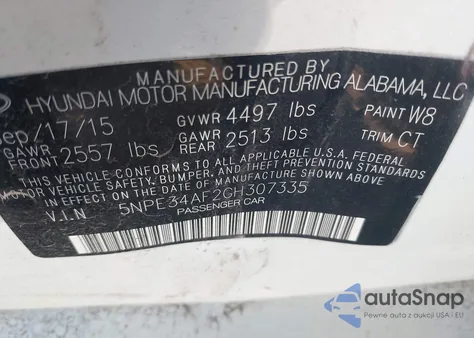 MANUFACTURED BY
HYUNDAI MOTOR MANUFACTURING ALABAMA, LLC
Sep/17/15 GVWR 4497 lbs PAINT W8
GAWR FRONT 2557 lbs GAWR REAR 2513 lbs TRIM CT
THIS VEHICLE CONFORMS TO ALL APPLICABLE FEDERAL MOTOR VEHICLE
SAFETY, BUMPER, AND THEFT PREVENTION STANDARDS IN
EFFECT ON THE DATE OF MANUFACTURE SHOWN ABOVE.
V.I.N 5NPE34AF2GH307335
PASSENGER CAR
autoSnap
Pewne auta z aukcji USA i EU